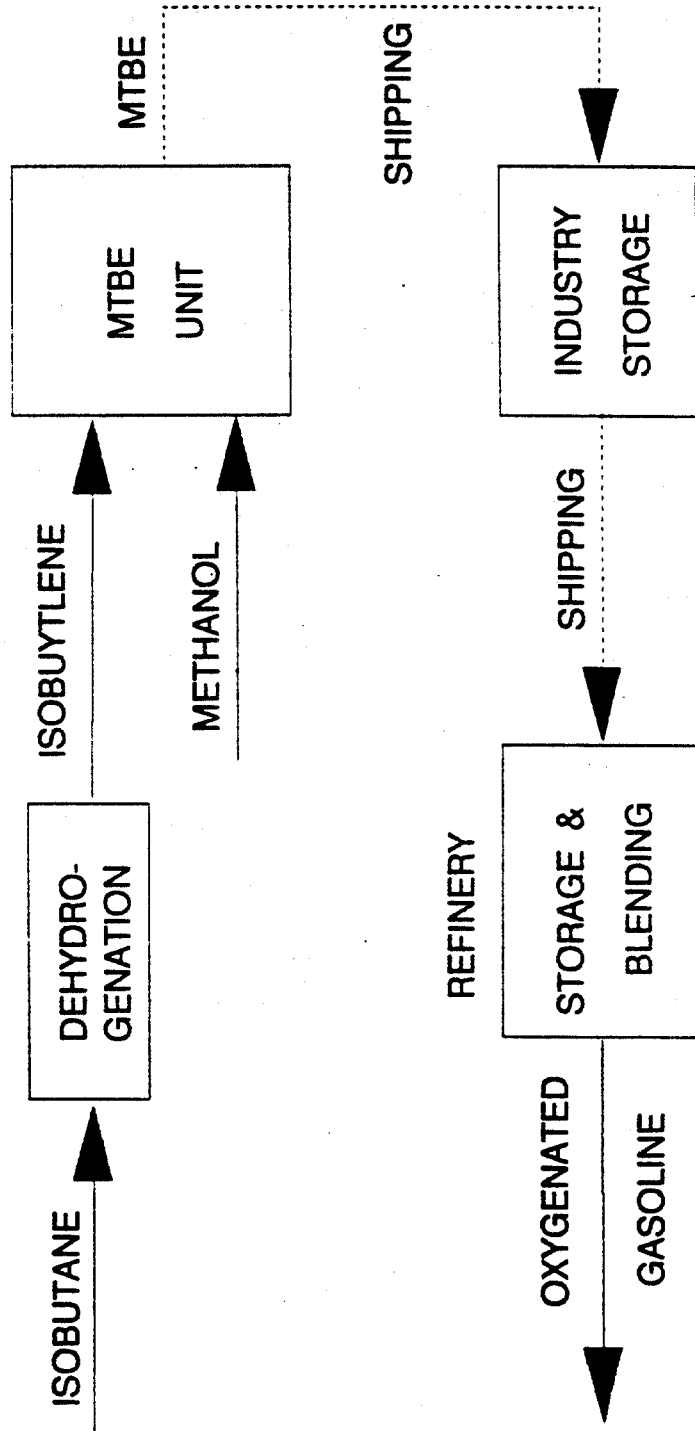 ISOBUTANE
DEHYDRO-
GENATION
ISOBUYTLENE
METHANOL
MTBE
UNIT
MTBE
SHIPPING
INDUSTRY
STORAGE
SHIPPING
REFINERY
STORAGE &
BLENDING
OXYGENATED
GASOLINE